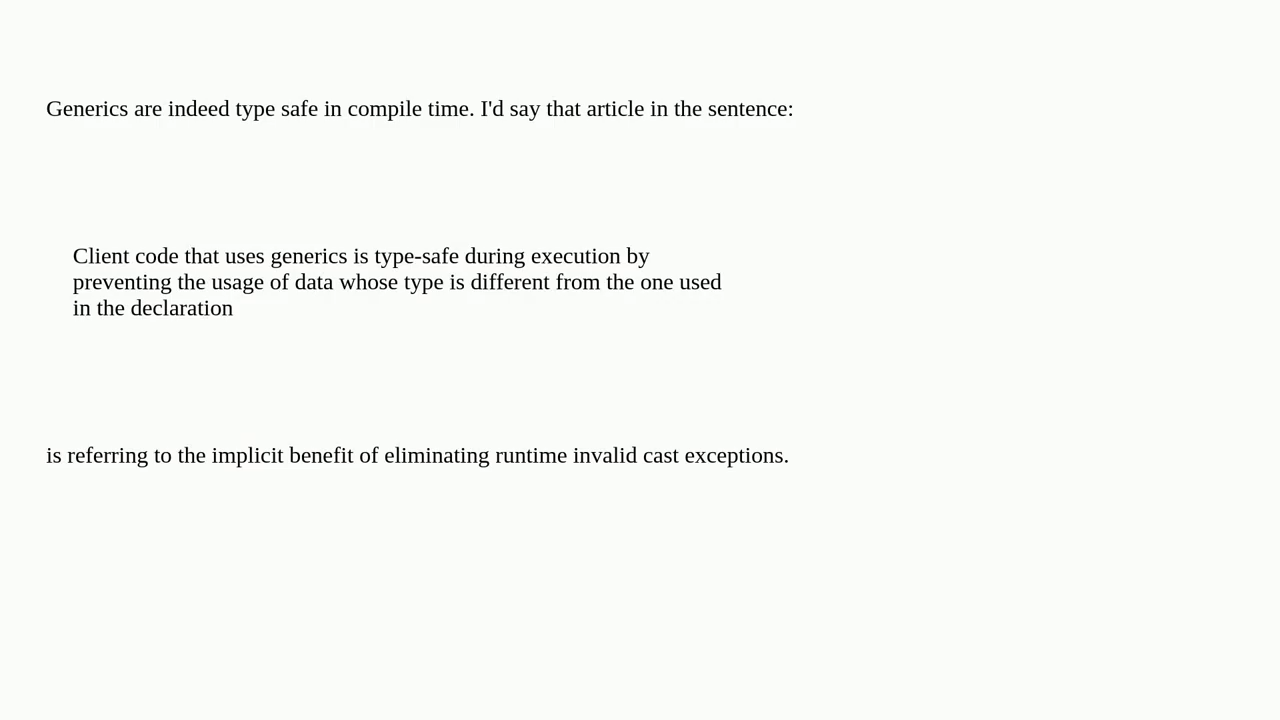 Generics are indeed type safe in compile time. I'd say that article in the sentence:
Client code that uses generics is type-safe during execution by
preventing the usage of data whose type is different from the one used
in the declaration
is referring to the implicit benefit of eliminating runtime invalid cast exceptions.